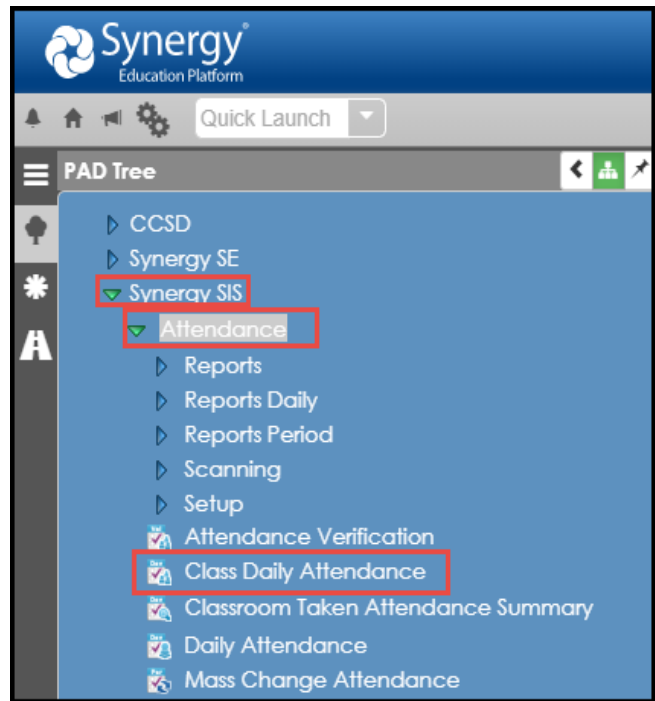 Synergy
Education Platform
Quick Launch
PAD Tree
CCSD
Synergy SE
Synergy SIS
Attendance
Reports
Reports Daily
Reports Period
Scanning
Setup
Attendance Verification
Class Daily Attendance
Classroom Taken Attendance Summary
Daily Attendance
Mass Change Attendance